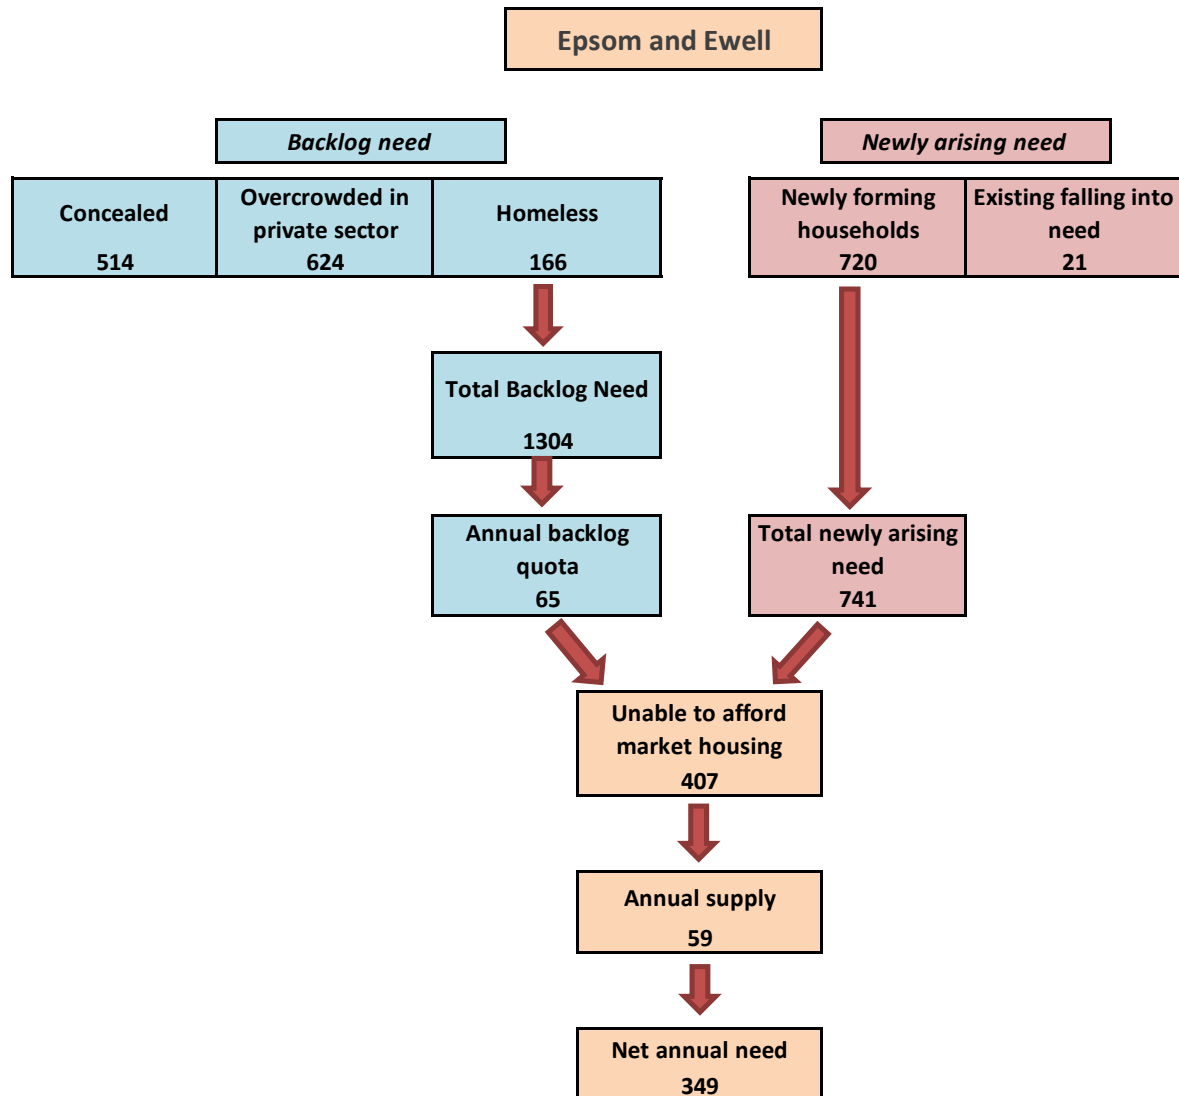 Epsom and Ewell
Backlog need
Newly arising need
Concealed
514
Overcrowded in
private sector
624
Homeless
166
Newly forming
households
720
Existing falling into
need
21
Total Backlog Need
1304
Annual backlog
quota
65
Total newly arising
need
741
Unable to afford
market housing
407
Annual supply
59
Net annual need
349